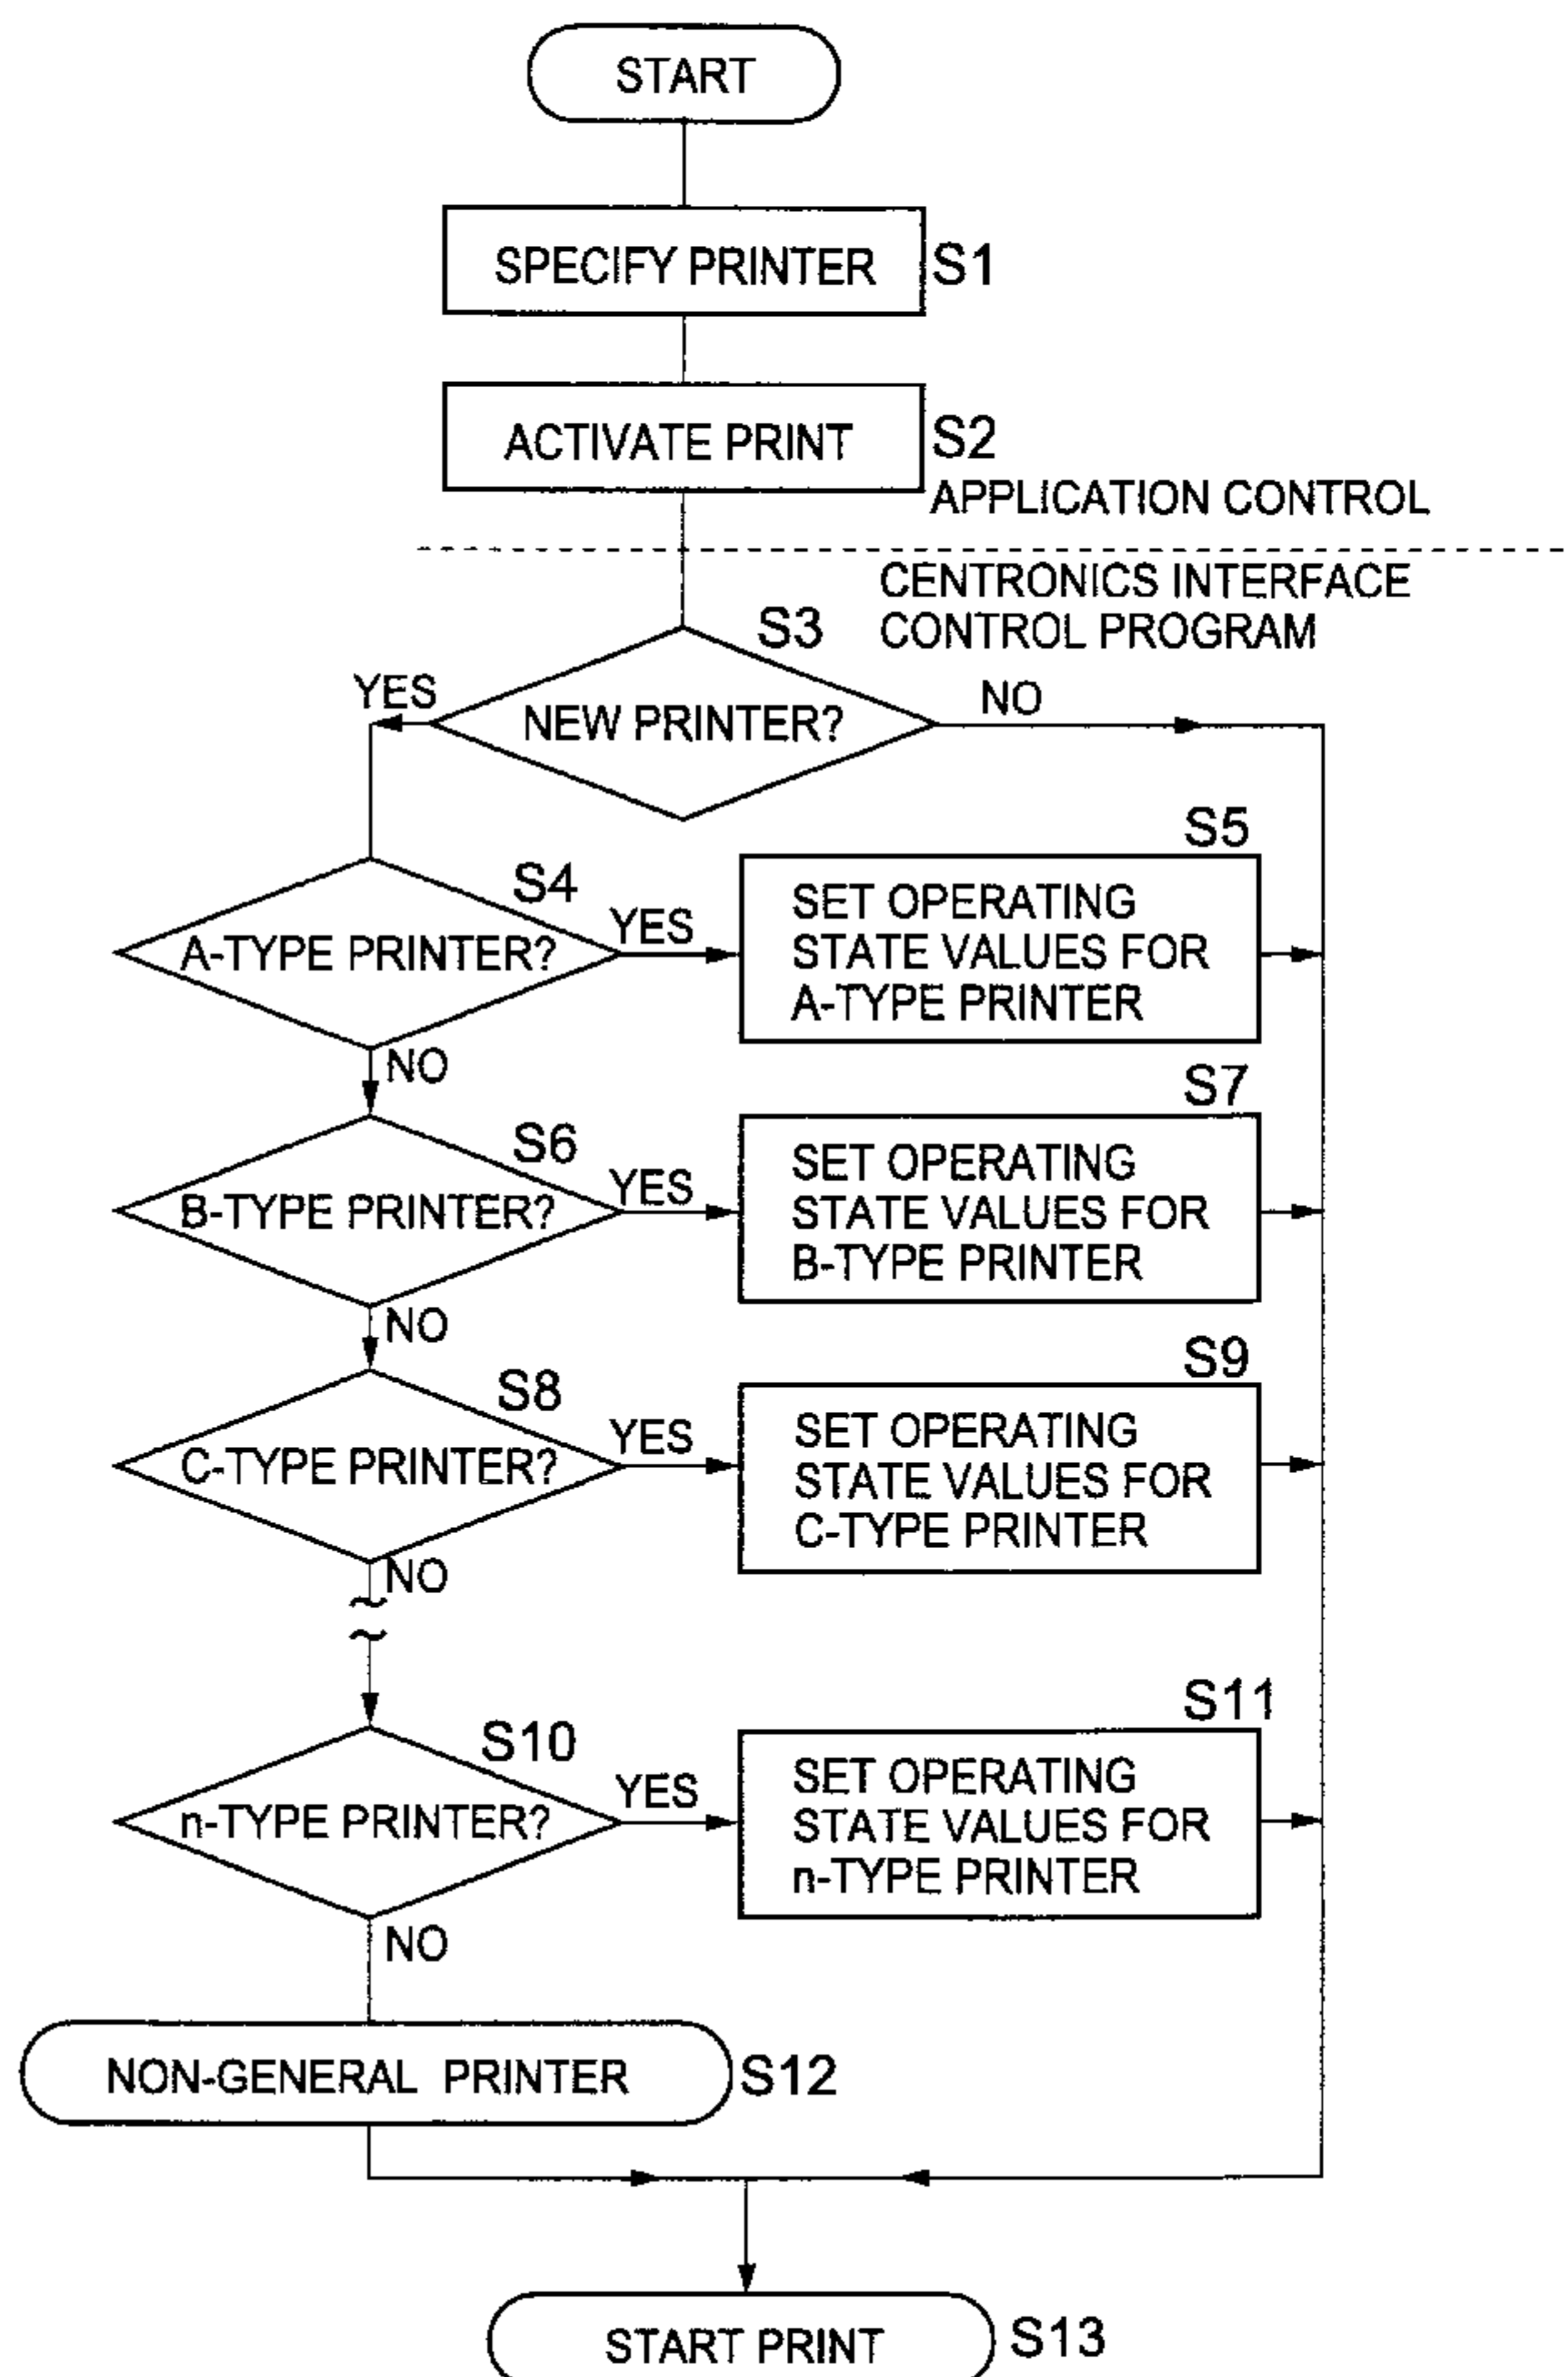 START
SPECIFY PRINTER
S1
ACTIVATE PRINT
S2
APPLICATION CONTROL
CENTRONICS INTERFACE
CONTROL PROGRAM
S3
YES
NEW PRINTER?
NO
S4
A-TYPE PRINTER?
YES
S5
SET OPERATING
STATE VALUES FOR
A-TYPE PRINTER
NO
S6
B-TYPE PRINTER?
YES
S7
SET OPERATING
STATE VALUES FOR
B-TYPE PRINTER
NO
S8
C-TYPE PRINTER?
YES
S9
SET OPERATING
STATE VALUES FOR
C-TYPE PRINTER
NO
S10
n-TYPE PRINTER?
YES
S11
SET OPERATING
STATE VALUES FOR
n-TYPE PRINTER
NO
NON-GENERAL PRINTER
S12
START PRINT
S13